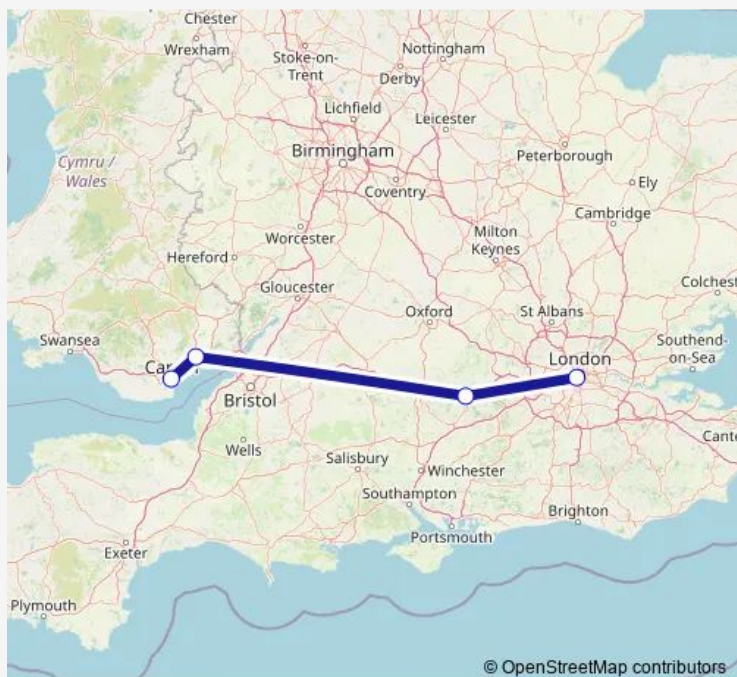 Chester
Wrexham
Stoke-on-
Trent
Nottingham
Derby
Lichfield
Leicester
Birmingham
Peterborough
Cymru /
Wales
Coventry
Ely
Cambridge
Worcester
Milton
Keynes
Hereford
Gloucester
Colchest
Oxford
St Albans
Swansea
Southend-
on-Sea
London
Bristol
Cante
Wells
Salisbury
Winchester
Southampton
Brighton
Portsmouth
Exeter
Plymouth
© OpenStreetMap contributors